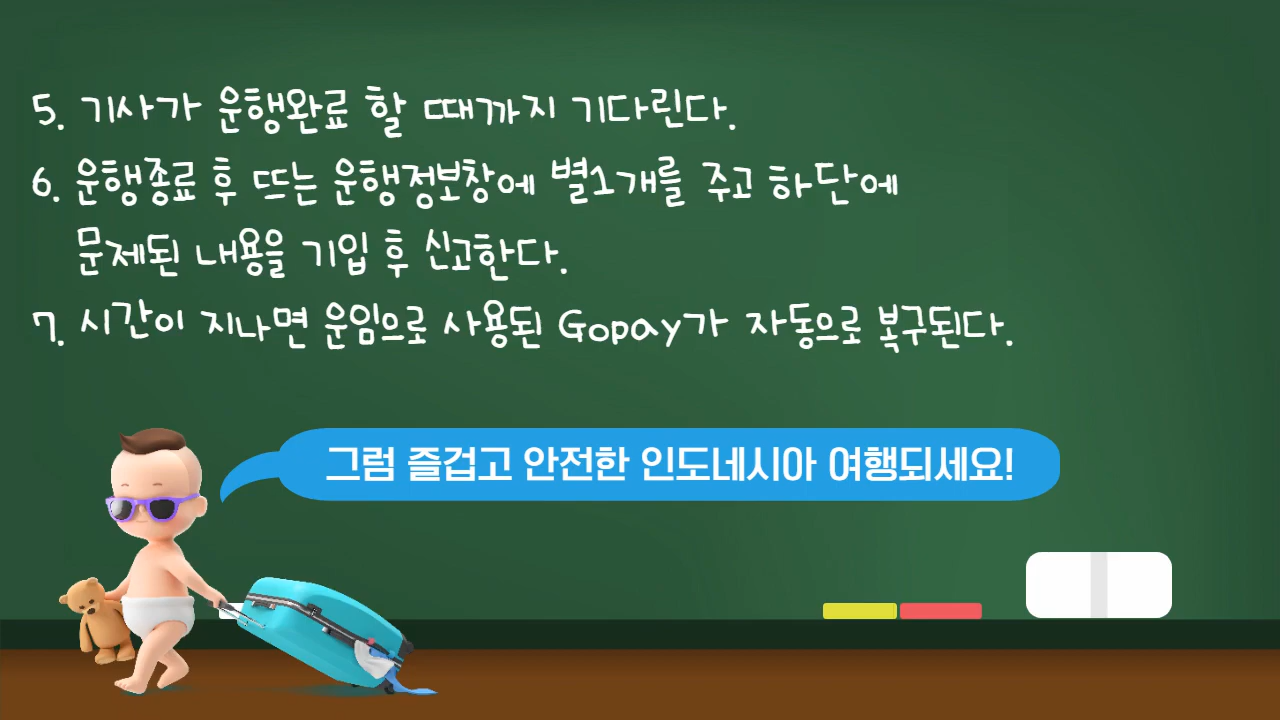 5. 기사가 운행완료 할 때까지 기다린다.
6. 운행종료 후 뜨는 운행정보창에 별1개를 주고 하단에
문제된 내용을 기입 후 신고한다.
7. 시간이 지나면 운임으로 사용된 Gopay가 자동으로 복구된다.
그럼 즐겁고 안전한 인도네시아 여행되세요!